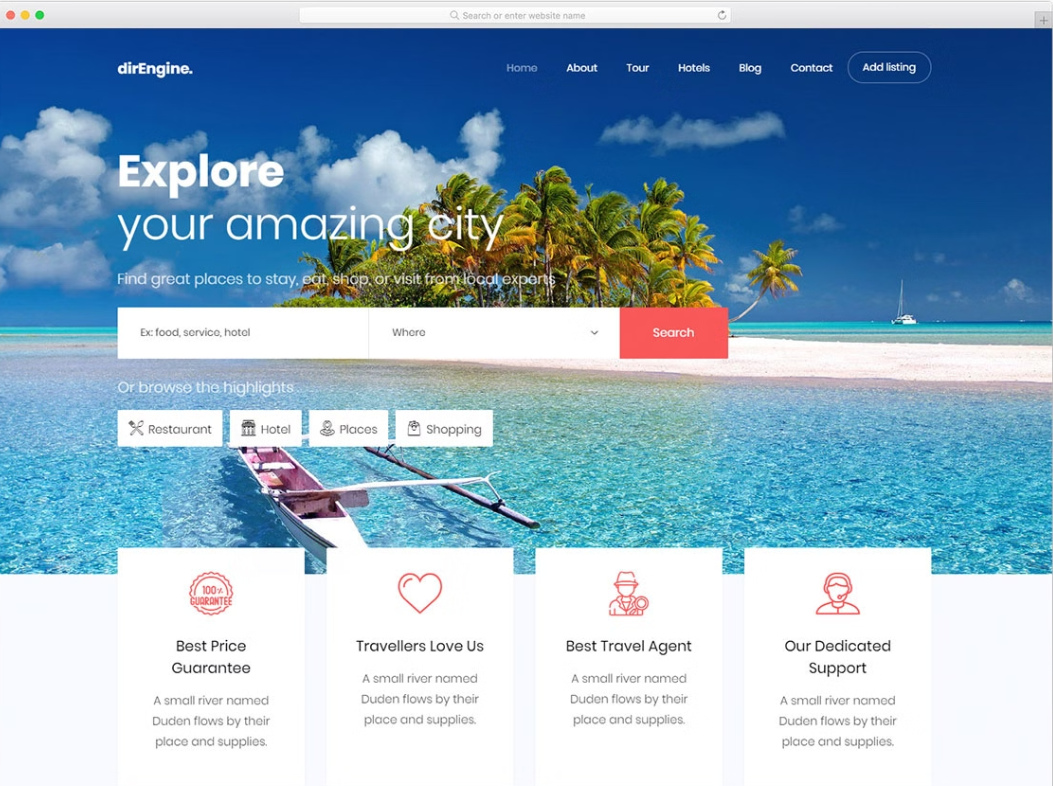 Search or enter website name
dirEngine.
Home About Tour Hotels Blog Contact Add listing
Explore
your amazing city
Find great places to stay, eat, shop, or visit from local experts
Ex: food, service, hotel Where Search
Or browse the highlights
Restaurant Hotel Places Shopping
100%
GUARANTEE
Best Price
Guarantee
A small river named
Duden flows by their
place and supplies.
Travellers Love Us
A small river named
Duden flows by their
place and supplies.
Best Travel Agent
A small river named
Duden flows by their
place and supplies.
Our Dedicated
Support
A small river named
Duden flows by their
place and supplies.